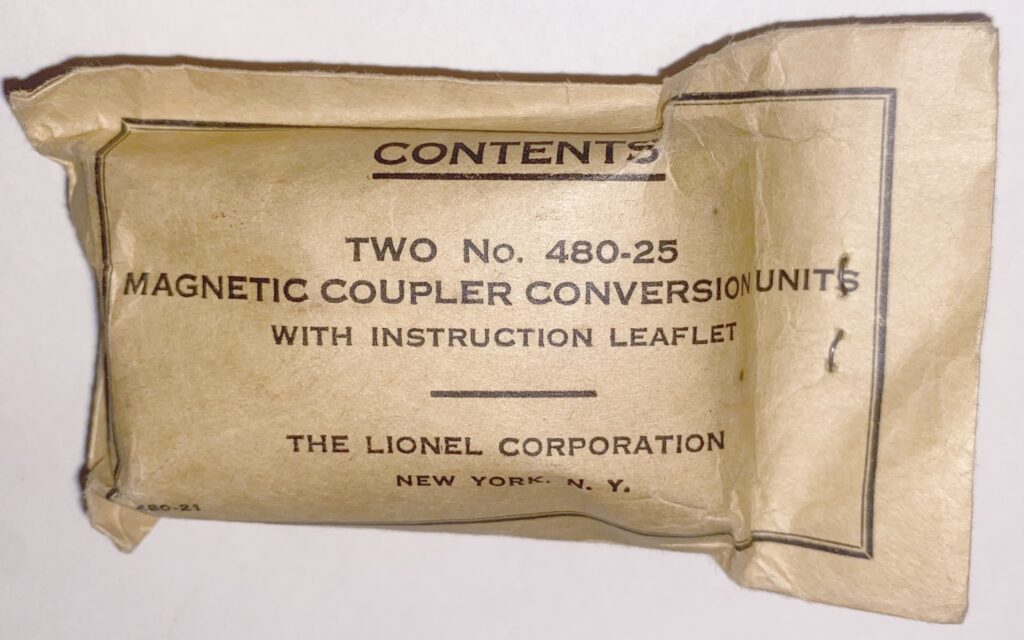 CONTENTS
TWO No. 480-25
MAGNETIC COUPLER CONVERSION UNITS
WITH INSTRUCTION LEAFLET
THE LIONEL CORPORATION
NEW YORK. N. Y.
480-21